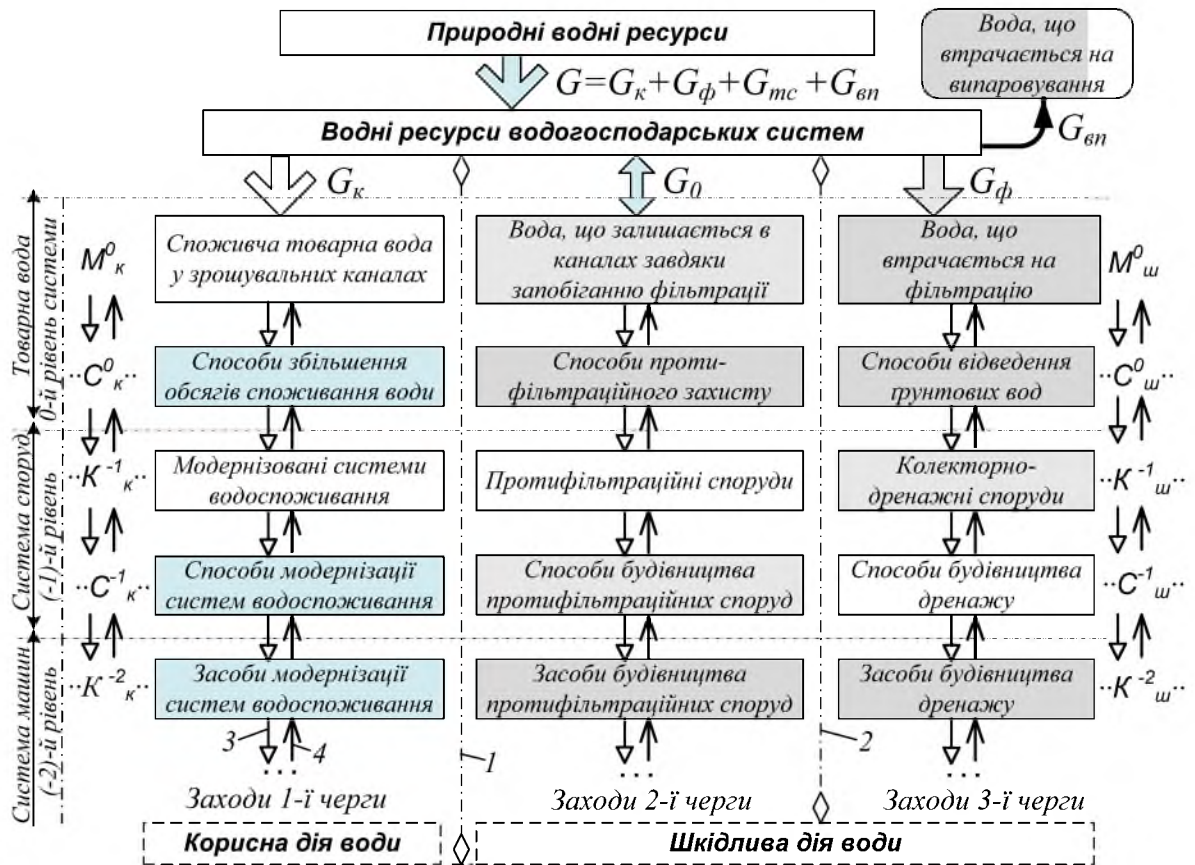 Природні водні ресурси
Вода, що
втрачається на
випаровування
G=Gк+Gф+Gтс+Gвп
Водні ресурси водогосподарських систем
Gвп
Gк
G0
Gф
Товарна вода
0-й рівень системи
Система споруд
(-1)-й рівень
Система машин
(-2)-й рівень
M⁰к
··C⁰к··
··К⁻¹к··
··C⁻¹к··
··К⁻²к··
Споживча товарна вода
у зрошувальних каналах
Способи збільшення
обсягів споживання води
Модернізовані системи
водоспоживання
Способи модернізації
систем водоспоживання
Засоби модернізації
систем водоспоживання
3
4
...
Заходи 1-ї черги
1
Вода, що залишається в
каналах завдяки
запобіганню фільтрації
Способи проти-
фільтраційного захисту
Протифільтраційні споруди
Способи будівництва
протифільтраційних споруд
Засоби будівництва
протифільтраційних споруд
...
Заходи 2-ї черги
2
Вода, що
втрачається на
фільтрацію
Способи відведення
ґрунтових вод
Колекторно-
дренажні споруди
Способи будівництва
дренажу
Засоби будівництва
дренажу
...
Заходи 3-ї черги
M⁰ш
··C⁰ш··
··К⁻¹ш··
··C⁻¹ш··
··К⁻²ш··
Корисна дія води
Шкідлива дія води